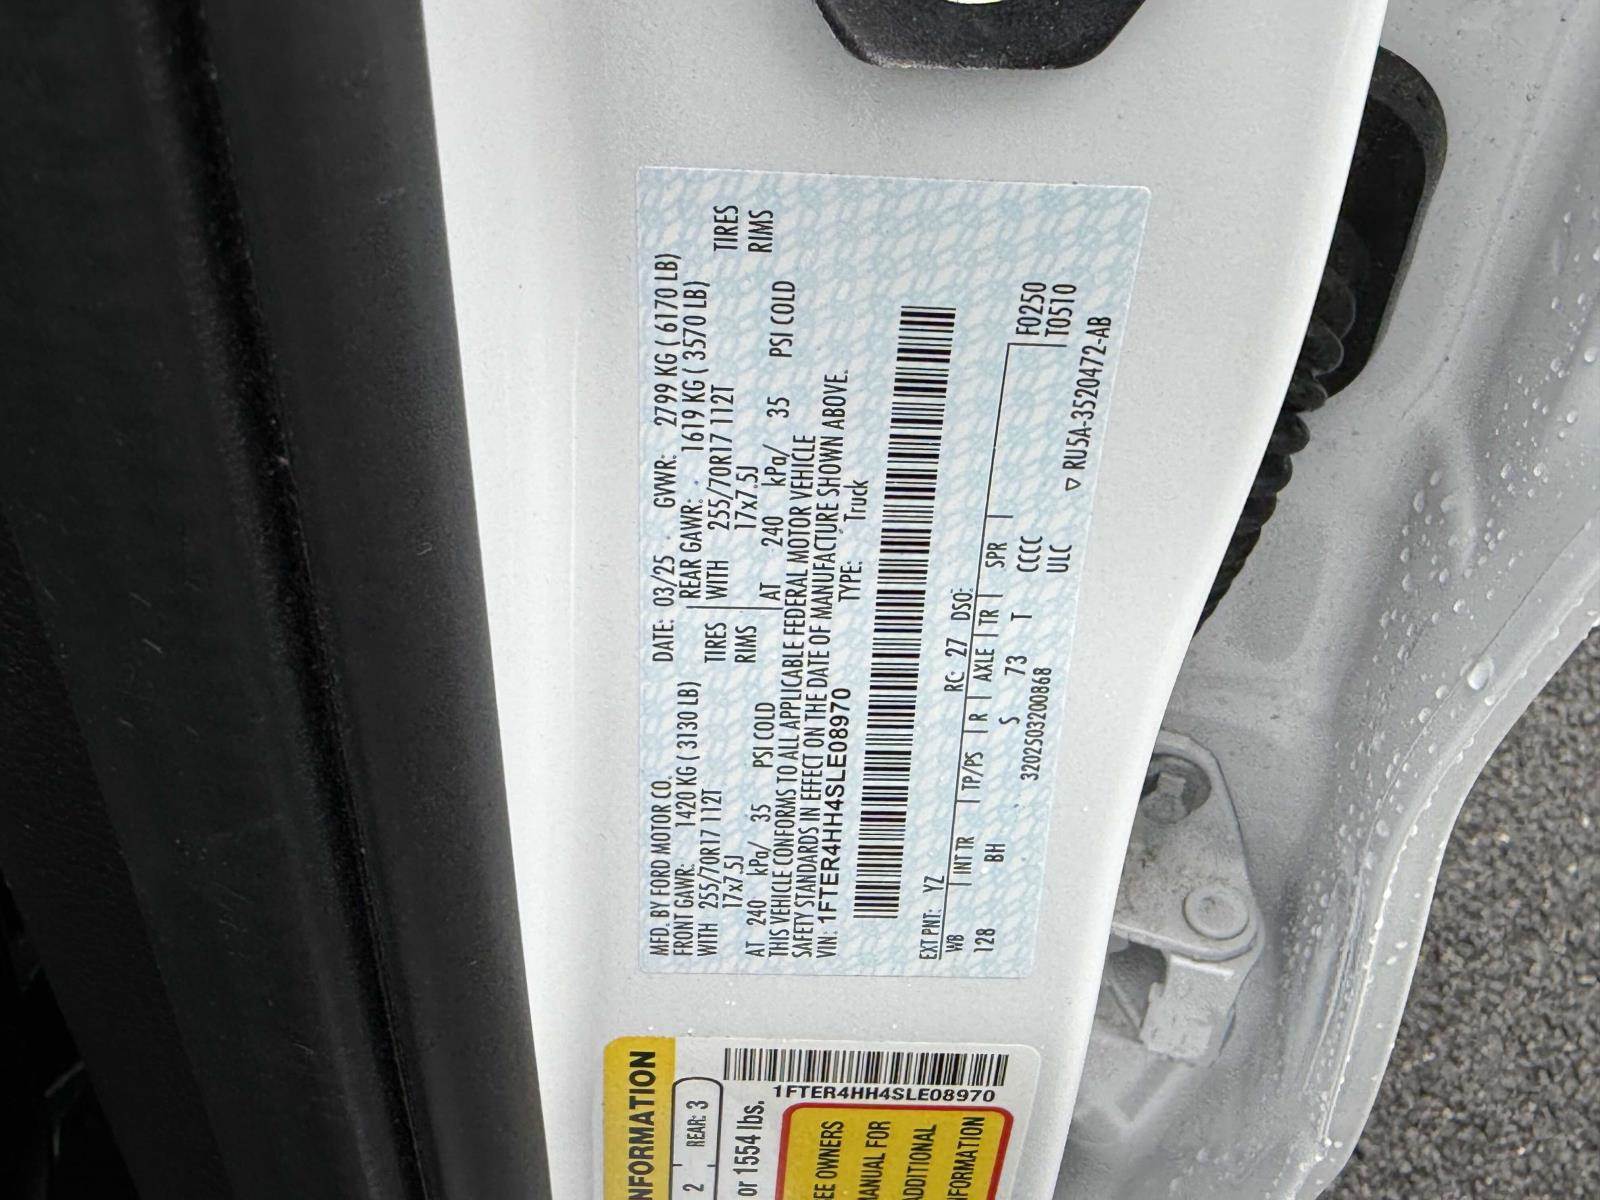 MFD. BY FORD MOTOR CO.
DATE: 03/25 GVWR: 2799 KG ( 6170 LB)
FRONT GAWR: 1420 KG ( 3130 LB)
REAR GAWR: 1619 KG ( 3570 LB)
WITH 255/70R17 112T TIRES
WITH 255/70R17 112T TIRES
17x7.5J RIMS
17x7.5J RIMS
AT 240 kPa/ 35 PSI COLD
AT 240 kPa/ 35 PSI COLD
THIS VEHICLE CONFORMS TO ALL APPLICABLE FEDERAL MOTOR VEHICLE
SAFETY STANDARDS IN EFFECT ON THE DATE OF MANUFACTURE SHOWN ABOVE.
VIN: 1FTER4HH4SLE08970 TYPE: Truck
EXT PNT: YZ RC: 27 DSO:
WB INT TR TP/PS R AXLE TR SPR F0250
128 BH S 73 T CCCC T0510
ULC
3202503200868
RU5A-3520472-AB
NFORMATION
2 REAR: 3
or 1554 lbs.
1FTER4HH4SLE08970
EE OWNERS
ANUAL FOR
ADDITIONAL
NFORMATION